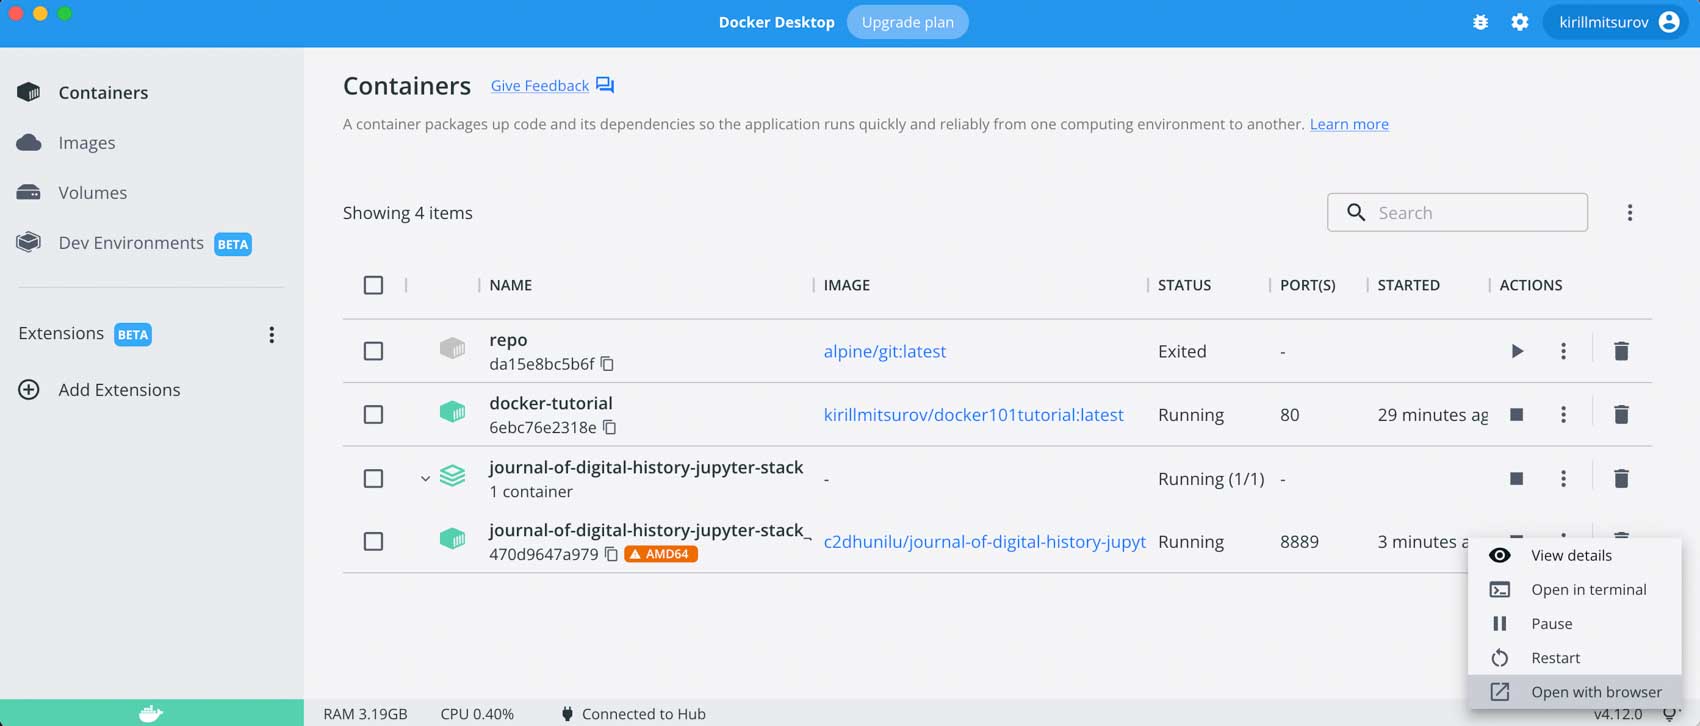 Docker Desktop Upgrade plan kirillmitsurov
Containers
Images
Volumes
Dev Environments BETA
Extensions BETA
Add Extensions
Containers Give Feedback
A container packages up code and its dependencies so the application runs quickly and reliably from one computing environment to another. Learn more
Showing 4 items Search
NAME IMAGE STATUS PORT(S) STARTED ACTIONS
repo
da15e8bc5b6f alpine/git:latest Exited -
docker-tutorial
6ebc76e2318e kirillmitsurov/docker101tutorial:latest Running 80 29 minutes ag
journal-of-digital-history-jupyter-stack
1 container - Running (1/1) -
journal-of-digital-history-jupyter-stack_
470d9647a979 AMD64 c2dhunilu/journal-of-digital-history-jupyt Running 8889 3 minutes a
View details
Open in terminal
Pause
Restart
Open with browser
RAM 3.19GB CPU 0.40% Connected to Hub v4.12.0